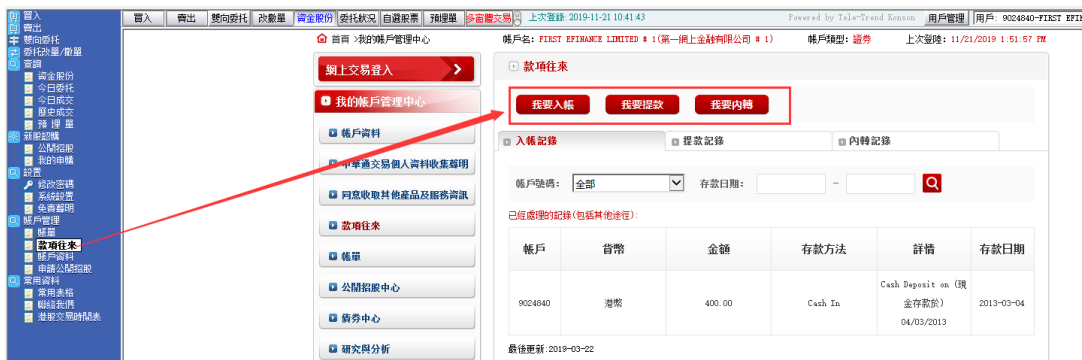 買入
賣出
雙向委托
委托改量/撤單
查詢
資金股份
今日委托
今日成交
歷史成交
預埋單
新股認購
公開招股
我的申購
設置
修改密碼
系統設置
免責聲明
賬戶管理
賬單
款項往來
賬戶資料
申請公開招股
常用資料
常用表格
聯絡我們
港股交易時間表
買入 賣出 雙向委托 改數單 資金股份 委托狀況 自選股票 預埋單 多窗體交易 上次登錄: 2019-11-21 10:41:43 Powered by Tele-Trend Konson 用戶管理 用戶: 9024840-FIRST EFIN
首頁 >我的帳戶管理中心 帳戶名: FIRST EFINANCE LIMITED # 1(第一網上金融有限公司 # 1) 帳戶類型: 證券 上次登陸: 11/21/2019 1:51:57 PM
網上交易登入
我的帳戶管理中心
帳戶資料
中華通交易個人資料收集聲明
同意收取其他產品及服務資訊
款項往來
帳單
公開招股中心
債券中心
研究與分析
款項往來
我要入帳 我要提款 我要內轉
入帳記錄 提款記錄 內轉記錄
帳戶號碼: 全部 存款日期: -
已經處理的記錄(包括其他途徑):
帳戶 貨幣 金額 存款方法 詳情 存款日期
9024840 港幣 400.00 Cash In Cash Deposit on (現
金存款於)
04/03/2013 2013-03-04
最後更新:2019-03-22